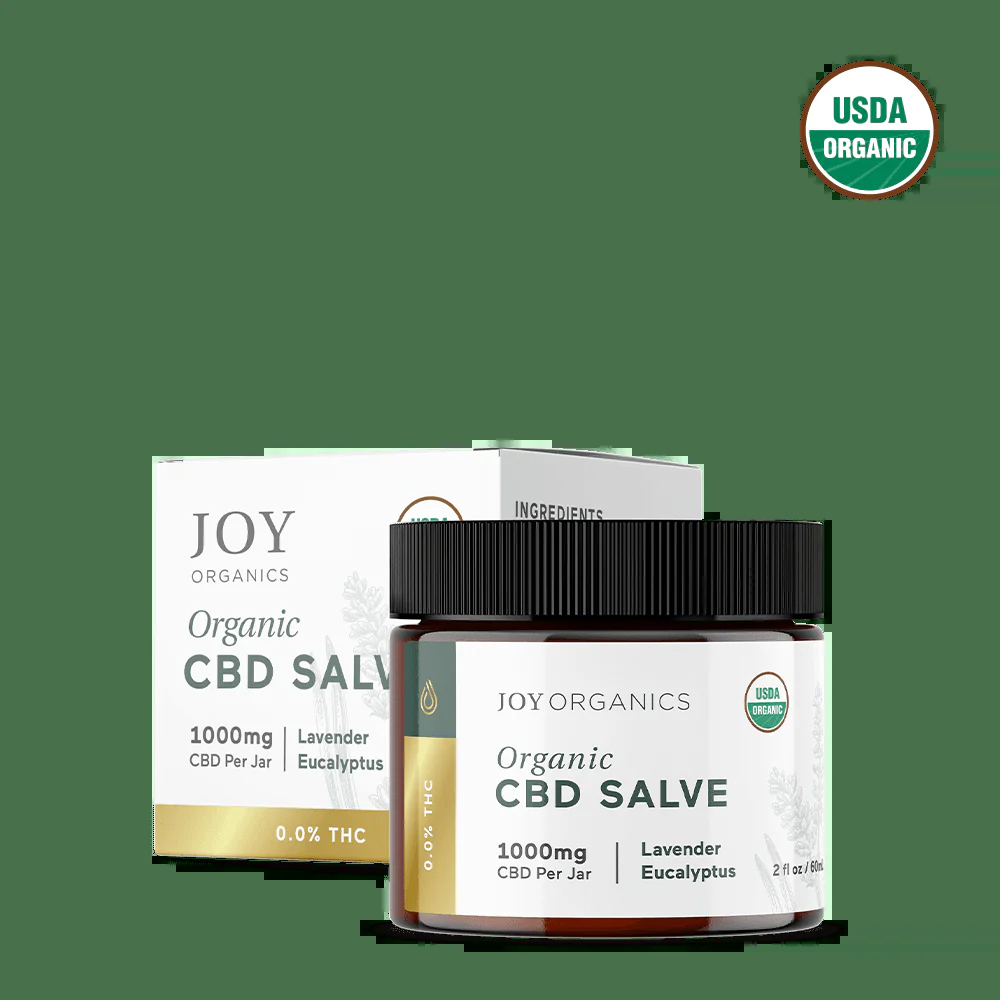 USDA
ORGANIC
JOY
ORGANICS
Organic
CBD
1000mg
CBD Per Jar
Lavender
Eucalyptus
0.0% THC
USDA
INGREDIENTS
JOY ORGANICS
USDA
ORGANIC
Organic
CBD SALVE
1000mg
CBD Per Jar
Lavender
Eucalyptus
2 fl oz / 60mL
0.0% THC